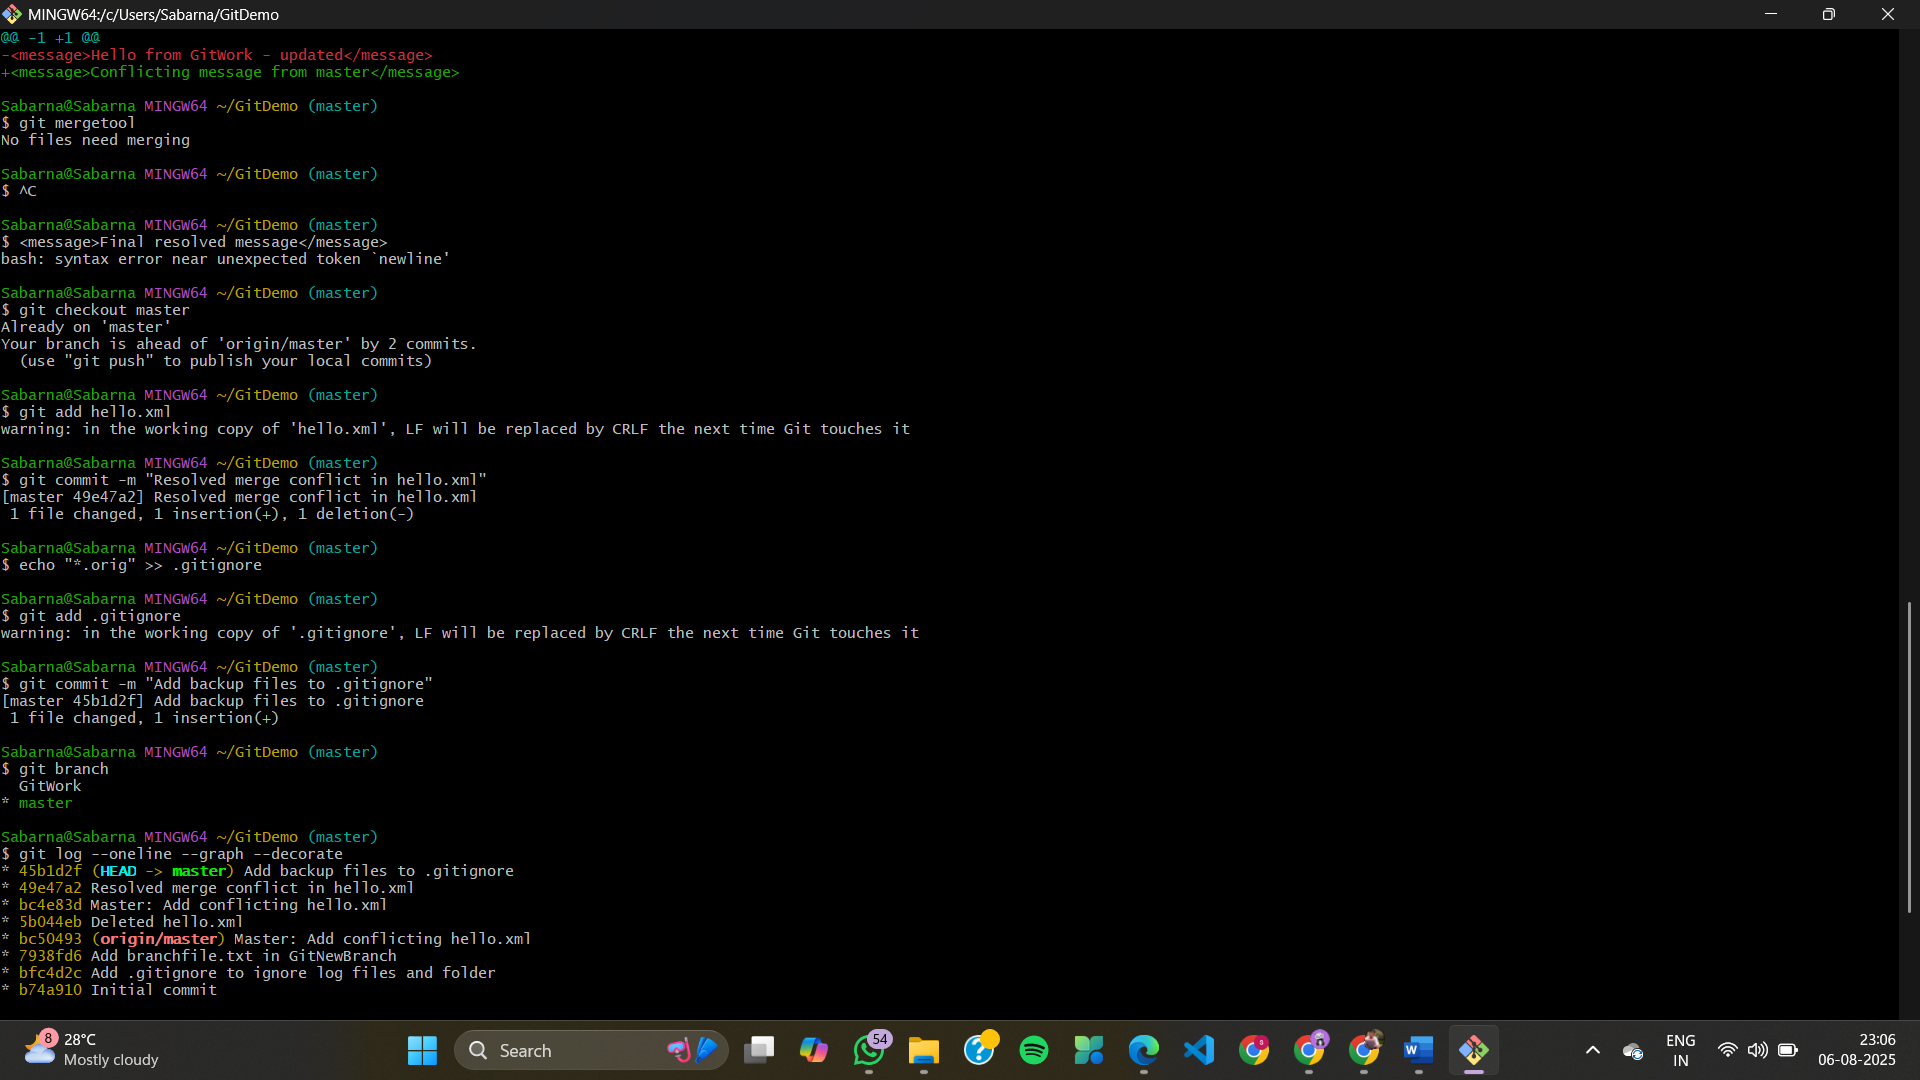 MINGW64:/c/Users/Sabarna/GitDemo
@@ -1 +1 @@
-<message>Hello from GitWork - updated</message>
+<message>Conflicting message from master</message>
Sabarna@Sabarna MINGW64 ~/GitDemo (master)
$ git mergetool
No files need merging
Sabarna@Sabarna MINGW64 ~/GitDemo (master)
$ ^C
Sabarna@Sabarna MINGW64 ~/GitDemo (master)
$ <message>Final resolved message</message>
bash: syntax error near unexpected token `newline'
Sabarna@Sabarna MINGW64 ~/GitDemo (master)
$ git checkout master
Already on 'master'
Your branch is ahead of 'origin/master' by 2 commits.
  (use "git push" to publish your local commits)
Sabarna@Sabarna MINGW64 ~/GitDemo (master)
$ git add hello.xml
warning: in the working copy of 'hello.xml', LF will be replaced by CRLF the next time Git touches it
Sabarna@Sabarna MINGW64 ~/GitDemo (master)
$ git commit -m "Resolved merge conflict in hello.xml"
[master 49e47a2] Resolved merge conflict in hello.xml
 1 file changed, 1 insertion(+), 1 deletion(-)
Sabarna@Sabarna MINGW64 ~/GitDemo (master)
$ echo "*.orig" >> .gitignore
Sabarna@Sabarna MINGW64 ~/GitDemo (master)
$ git add .gitignore
warning: in the working copy of '.gitignore', LF will be replaced by CRLF the next time Git touches it
Sabarna@Sabarna MINGW64 ~/GitDemo (master)
$ git commit -m "Add backup files to .gitignore"
[master 45b1d2f] Add backup files to .gitignore
 1 file changed, 1 insertion(+)
Sabarna@Sabarna MINGW64 ~/GitDemo (master)
$ git branch
  GitWork
* master
Sabarna@Sabarna MINGW64 ~/GitDemo (master)
$ git log --oneline --graph --decorate
* 45b1d2f (HEAD -> master) Add backup files to .gitignore
* 49e47a2 Resolved merge conflict in hello.xml
* bc4e83d Master: Add conflicting hello.xml
* 5b044eb Deleted hello.xml
* bc50493 (origin/master) Master: Add conflicting hello.xml
* 7938fd6 Add branchfile.txt in GitNewBranch
* bfc4d2c Add .gitignore to ignore log files and folder
* b74a910 Initial commit
8
28°C
Mostly cloudy
Search
54
ENG
IN
23:06
06-08-2025